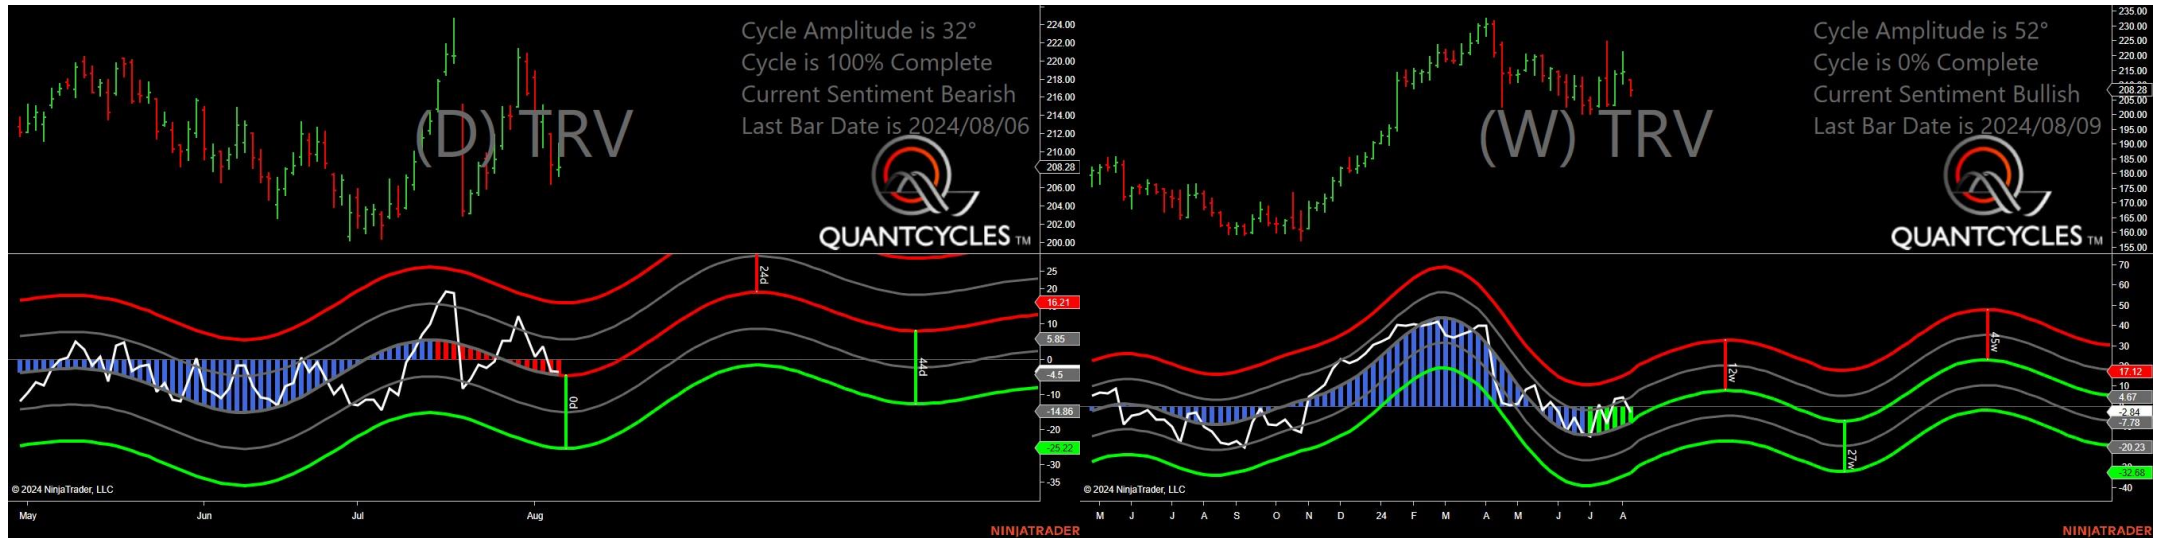 Cycle Amplitude is 32°
Cycle is 100% Complete
Current Sentiment Bearish
Last Bar Date is 2024/08/06
(D) TRV
QUANTCYCLES TM
224.00
222.00
220.00
218.00
216.00
214.00
212.00
210.00
208.28
206.00
204.00
202.00
200.00
24d
44d
0d
25
20
16.21
10
5.85
0
-4.5
-10
-14.86
-20
-25.22
-30
-35
© 2024 NinjaTrader, LLC
May Jun Jul Aug
NINJATRADER
Cycle Amplitude is 52°
Cycle is 0% Complete
Current Sentiment Bullish
Last Bar Date is 2024/08/09
(W) TRV
QUANTCYCLES TM
235.00
230.00
225.00
220.00
215.00
208.28
205.00
200.00
195.00
190.00
185.00
180.00
175.00
170.00
165.00
160.00
155.00
12w
27w
45w
70
60
50
40
30
20
17.12
10
4.67
-2.84
-7.78
-20.23
-32.68
-40
© 2024 NinjaTrader, LLC
M J J A S O N D 24 F M A M J J A
NINJATRADER